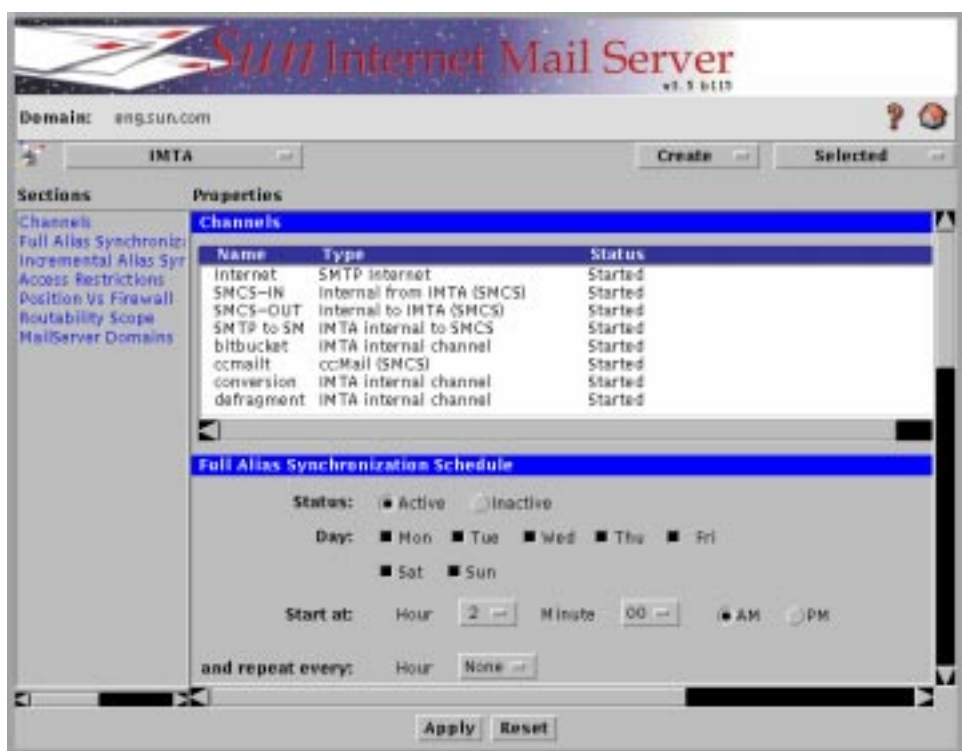 Sun Internet Mail Server
v3.5 b115
Domain: eng.sun.com
IMTA Create Selected
Sections Properties
Channels
Full Alias Synchroniz
Incremental Alias Syr
Access Restrictions
Position Vs Firewall
Routability Scope
MailServer Domains
Channels
Name Type Status
Internet SMTP Internet Started
SMCS-IN Internal from IMTA (SMCS) Started
SMCS-OUT Internal to IMTA (SMCS) Started
SMTP to SM IMTA internal to SMCS Started
bitbucket IMTA internal channel Started
ccmailt cc:Mail (SMCS) Started
conversion IMTA internal channel Started
defragment IMTA internal channel Started
Full Alias Synchronization Schedule
Status: Active Inactive
Day: Mon Tue Wed Thu Fri
Sat Sun
Start at: Hour 2 Minute 00 AM PM
and repeat every: Hour None
Apply Reset